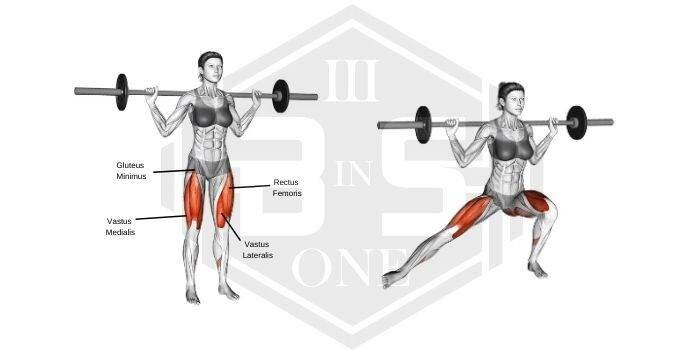 III
B S
IN
ONE
Gluteus
Minimus
Rectus
Femoris
Vastus
Medialis
Vastus
Lateralis